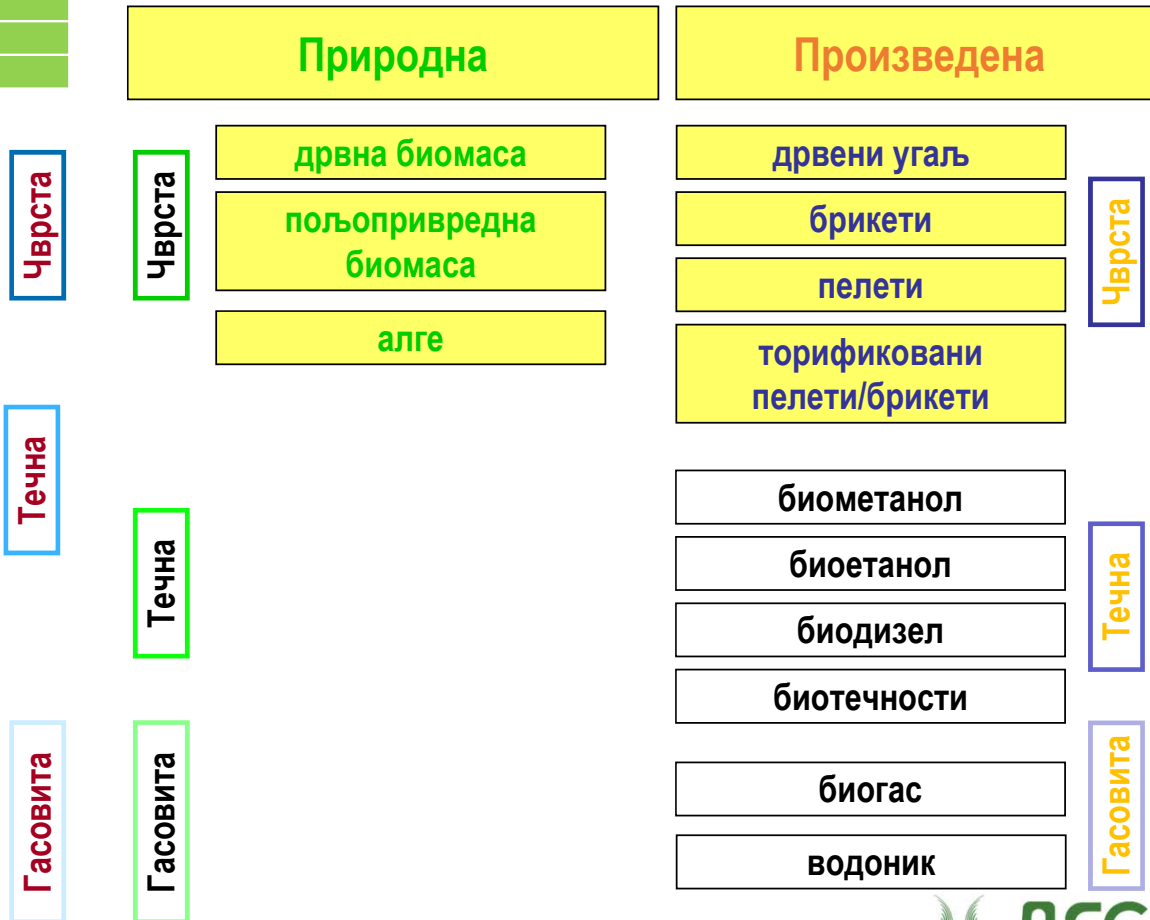 Природна
Произведена
Чврста
Чврста
дрвна биомаса
пољопривредна
биомаса
алге
дрвени угаљ
брикети
пелети
торификовани
пелети/брикети
Чврста
Течна
Течна
биометанол
биоетанол
биодизел
биотечности
Течна
Гасовита
Гасовита
биогас
водоник
Гасовита